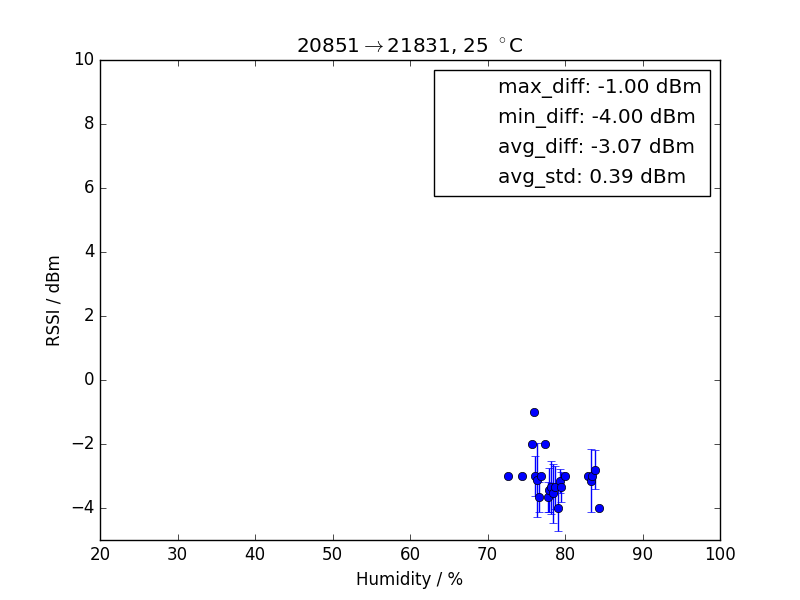 20851→21831, 25 °C
max_diff: -1.00 dBm
min_diff: -4.00 dBm
avg_diff: -3.07 dBm
avg_std: 0.39 dBm
10
8
6
4
2
0
−2
−4
RSSI / dBm
20 30 40 50 60 70 80 90 100
Humidity / %